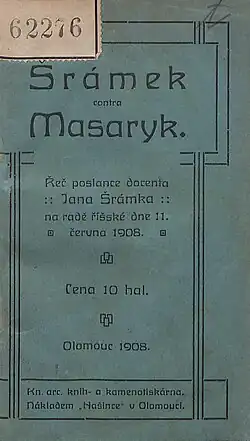 62276
Šrámek
contra
Masaryk.
Řeč poslance docenta
:: Jana Šrámka ::
na radě říšské dne 11.
června 1908.
Cena 10 hal.
Olomouc 1908.
Kn. arc. knih- a kamenotiskárna.
Nákladem „Našince" v Olomouci.